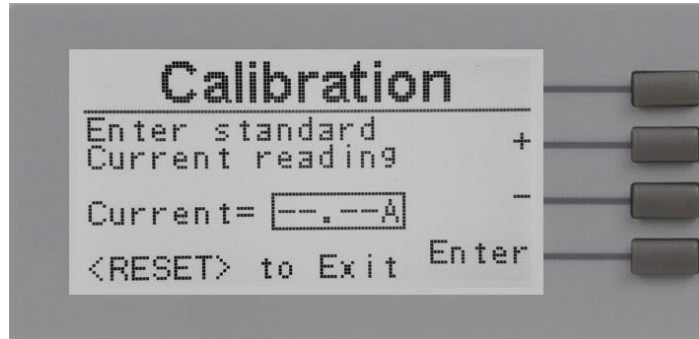 Calibration
Enter standard
Current reading
+
Current= --.--A
-
<RESET> to Exit
Enter